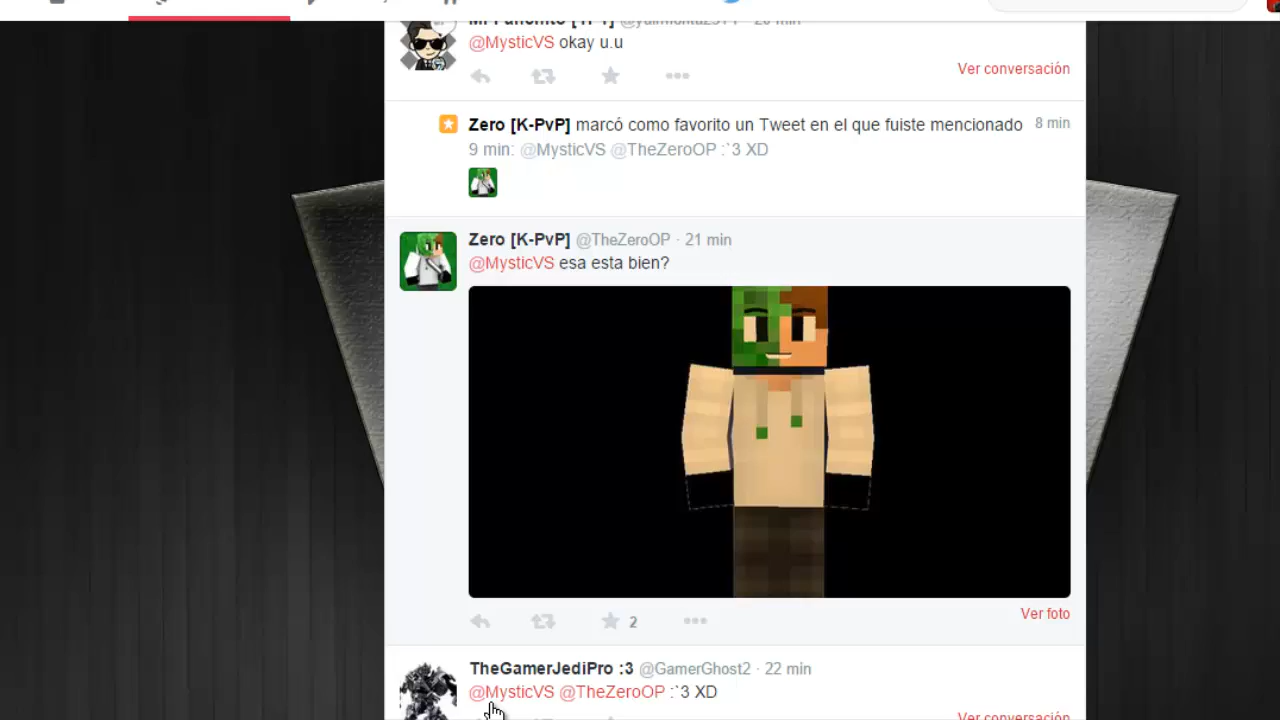 @MysticVS okay u.u
Ver conversación
Zero [K-PvP] marcó como favorito un Tweet en el que fuiste mencionado 8 min
9 min: @MysticVS @TheZeroOP :`3 XD
Zero [K-PvP] @TheZeroOP · 21 min
@MysticVS esa esta bien?
2
Ver foto
TheGamerJediPro :3 @GamerGhost2 · 22 min
@MysticVS @TheZeroOP :`3 XD
Ver conversación